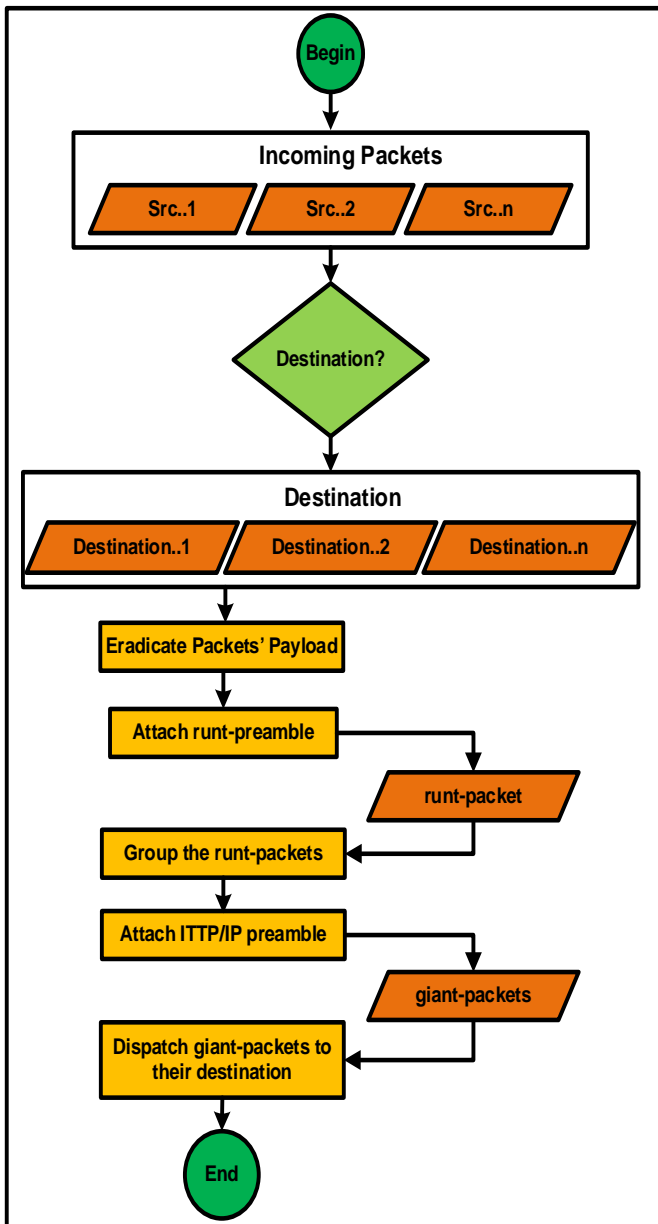 Begin
Incoming Packets
Src..1 Src..2 Src..n
Destination?
Destination
Destination..1 Destination..2 Destination..n
Eradicate Packets' Payload
Attach runt-preamble
runt-packet
Group the runt-packets
Attach ITTP/IP preamble
giant-packets
Dispatch giant-packets to
their destination
End